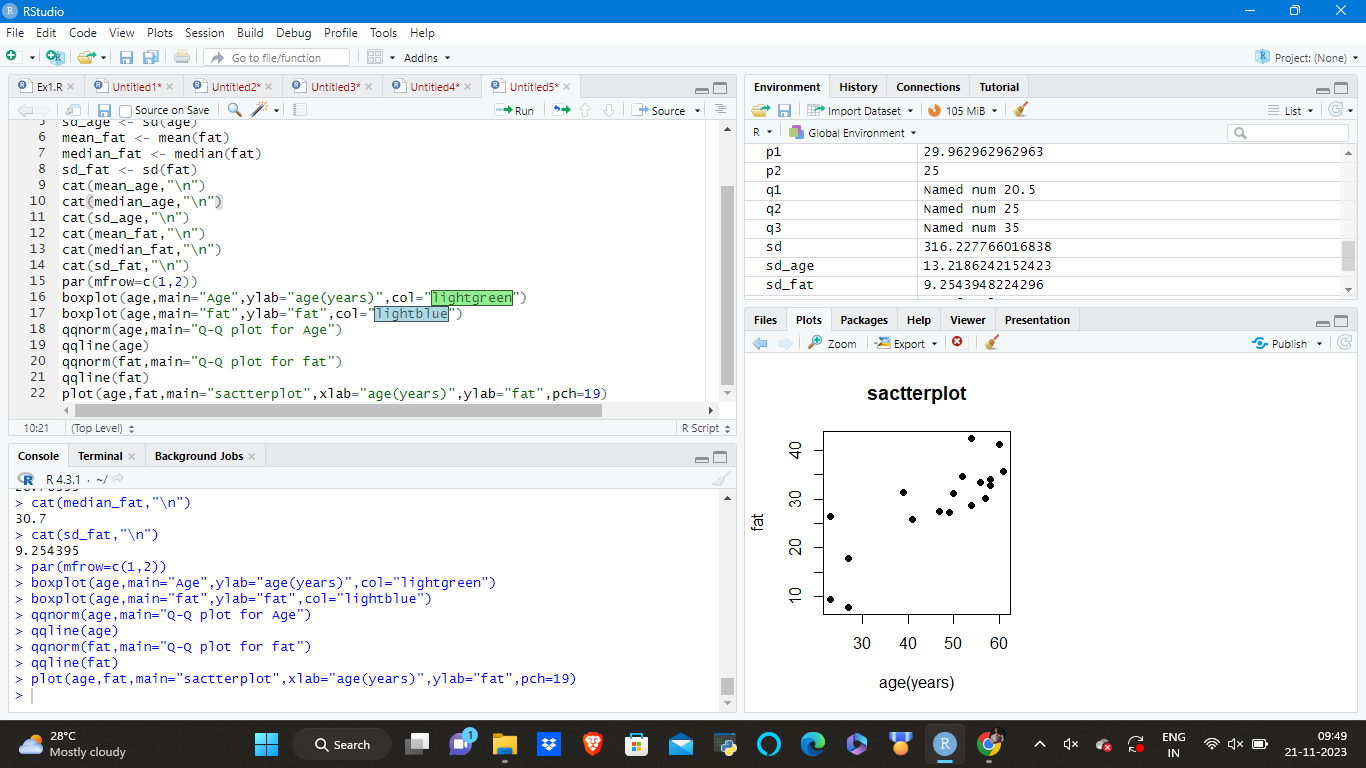 RStudio
File Edit Code View Plots Session Build Debug Profile Tools Help
Go to file/function Addins Project: (None)
Ex1.R Untitled1* Untitled2* Untitled3* Untitled4* Untitled5*
Source on Save Run Source
5 sd_age <- sd(age)
6 mean_fat <- mean(fat)
7 median_fat <- median(fat)
8 sd_fat <- sd(fat)
9 cat(mean_age,"\n")
10 cat(median_age,"\n")
11 cat(sd_age,"\n")
12 cat(mean_fat,"\n")
13 cat(median_fat,"\n")
14 cat(sd_fat,"\n")
15 par(mfrow=c(1,2))
16 boxplot(age,main="Age",ylab="age(years)",col="lightgreen")
17 boxplot(age,main="fat",ylab="fat",col="lightblue")
18 qqnorm(age,main="Q-Q plot for Age")
19 qqline(age)
20 qqnorm(fat,main="Q-Q plot for fat")
21 qqline(fat)
22 plot(age,fat,main="sactterplot",xlab="age(years)",ylab="fat",pch=19)
10:21 (Top Level) R Script
Console Terminal Background Jobs
R 4.3.1 · ~/
> cat(median_fat,"\n")
30.7
> cat(sd_fat,"\n")
9.254395
> par(mfrow=c(1,2))
> boxplot(age,main="Age",ylab="age(years)",col="lightgreen")
> boxplot(age,main="fat",ylab="fat",col="lightblue")
> qqnorm(age,main="Q-Q plot for Age")
> qqline(age)
> qqnorm(fat,main="Q-Q plot for fat")
> qqline(fat)
> plot(age,fat,main="sactterplot",xlab="age(years)",ylab="fat",pch=19)
>
Environment History Connections Tutorial
Import Dataset 105 MiB List
R Global Environment
p1 29.962962962963
p2 25
q1 Named num 20.5
q2 Named num 25
q3 Named num 35
sd 316.227766016838
sd_age 13.2186242152423
sd_fat 9.2543948224296
Files Plots Packages Help Viewer Presentation
Zoom Export Publish
sactterplot
40
30
20
10
fat
30 40 50 60
age(years)
28°C
Mostly cloudy
Search
1
ENG
IN
09:49
21-11-2023